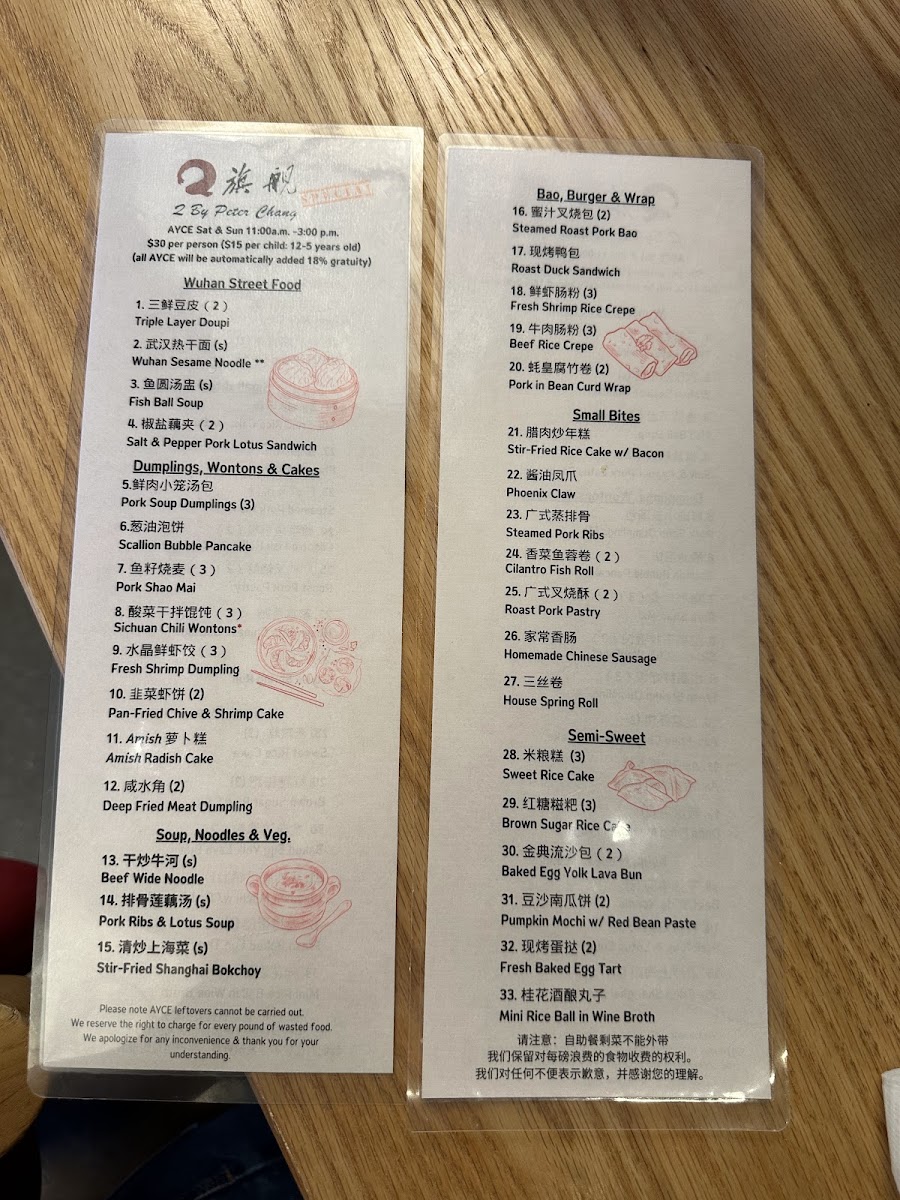 旗舰
SPECIAL
Q By Peter Chang
AYCE Sat & Sun 11:00a.m. -3:00 p.m.
$30 per person ($15 per child: 12-5 years old)
(all AYCE will be automatically added 18% gratuity)
Wuhan Street Food
1. 三鲜豆皮 ( 2 )
Triple Layer Doupi
2. 武汉热干面 (s)
Wuhan Sesame Noodle **
3. 鱼圆汤盅 (s)
Fish Ball Soup
4. 椒盐藕夹 ( 2 )
Salt & Pepper Pork Lotus Sandwich
Dumplings, Wontons & Cakes
5.鲜肉小笼汤包
Pork Soup Dumplings (3)
6.葱油泡饼
Scallion Bubble Pancake
7. 鱼籽烧麦 ( 3 )
Pork Shao Mai
8. 酸菜干拌馄饨 ( 3 )
Sichuan Chili Wontons*
9. 水晶鲜虾饺 ( 3 )
Fresh Shrimp Dumpling
10. 韭菜虾饼 (2)
Pan-Fried Chive & Shrimp Cake
11. Amish 萝卜糕
Amish Radish Cake
12. 咸水角 (2)
Deep Fried Meat Dumpling
Soup, Noodles & Veg.
13. 干炒牛河 (s)
Beef Wide Noodle
14. 排骨莲藕汤 (s)
Pork Ribs & Lotus Soup
15. 清炒上海菜 (s)
Stir-Fried Shanghai Bokchoy
Please note AYCE leftovers cannot be carried out.
We reserve the right to charge for every pound of wasted food.
We apologize for any inconvenience & thank you for your
understanding.
Bao, Burger & Wrap
16. 蜜汁叉烧包 (2)
Steamed Roast Pork Bao
17. 现烤鸭包
Roast Duck Sandwich
18. 鲜虾肠粉 (3)
Fresh Shrimp Rice Crepe
19. 牛肉肠粉 (3)
Beef Rice Crepe
20. 蚝皇腐竹卷 (2)
Pork in Bean Curd Wrap
Small Bites
21. 腊肉炒年糕
Stir-Fried Rice Cake w/ Bacon
22. 酱油凤爪
Phoenix Claw
23. 广式蒸排骨
Steamed Pork Ribs
24. 香菜鱼蓉卷 ( 2 )
Cilantro Fish Roll
25. 广式叉烧酥 ( 2 )
Roast Pork Pastry
26. 家常香肠
Homemade Chinese Sausage
27. 三丝卷
House Spring Roll
Semi-Sweet
28. 米粮糕 (3)
Sweet Rice Cake
29. 红糖糍粑 (3)
Brown Sugar Rice Cake
30. 金典流沙包 ( 2 )
Baked Egg Yolk Lava Bun
31. 豆沙南瓜饼 (2)
Pumpkin Mochi w/ Red Bean Paste
32. 现烤蛋挞 (2)
Fresh Baked Egg Tart
33. 桂花酒酿丸子
Mini Rice Ball in Wine Broth
请注意：自助餐剩菜不能外带
我们保留对每磅浪费的食物收费的权利。
我们对任何不便表示歉意，并感谢您的理解。